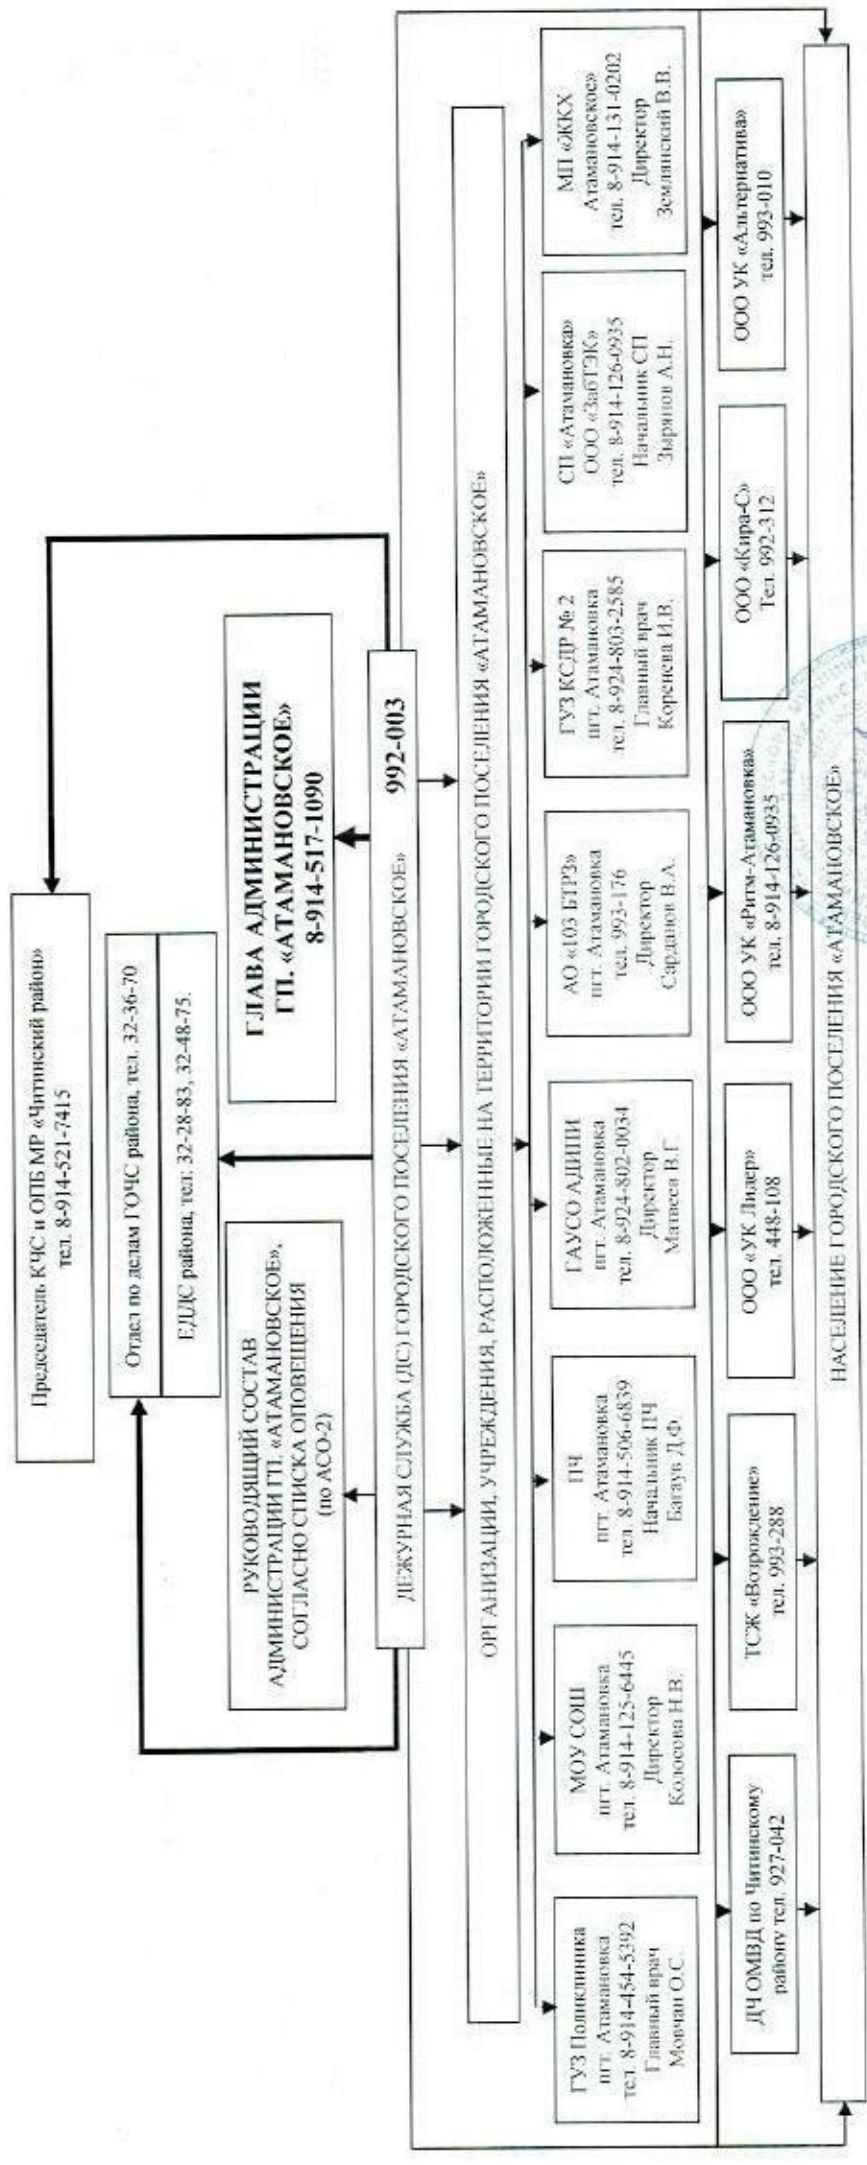 Председатель КЧС и ОПБ МР «Читинский район»
тел. 8-914-521-7415
Отдел по делам ГОЧС района, тел. 32-36-70
ЕДДС района, тел: 32-28-83, 32-48-75.
РУКОВОДЯЩИЙ СОСТАВ
АДМИНИСТРАЦИИ ГП. «АТАМАНОВСКОЕ»,
СОГЛАСНО СПИСКА ОПОВЕЩЕНИЯ
(по АСО-2)
ГЛАВА АДМИНИСТРАЦИИ
ГП. «АТАМАНОВСКОЕ»
8-914-517-1090
ДЕЖУРНАЯ СЛУЖБА (ДС) ГОРОДСКОГО ПОСЕЛЕНИЯ «АТАМАНОВСКОЕ» 992-003
ОРГАНИЗАЦИИ, УЧРЕЖДЕНИЯ, РАСПОЛОЖЕННЫЕ НА ТЕРРИТОРИИ ГОРОДСКОГО ПОСЕЛЕНИЯ «АТАМАНОВСКОЕ»
ГУЗ Поликлиника
пгт. Атамановка
тел. 8-914-454-5392
Главный врач
Мовчан О.С.
МОУ СОШ
пгт. Атамановка
тел. 8-914-125-6445
Директор
Колосова Н.В.
ПЧ
пгт. Атамановка
тел. 8-914-506-6839
Начальник ПЧ
Багаув Д.Ф.
ГАУСО АДИПИ
пгт. Атамановка
тел. 8-924-802-0034
Директор
Матвеев В.Г.
АО «103 БТРЗ»
пгт. Атамановка
тел. 993-176
Директор
Сарданов В.А.
ГУЗ КСДР № 2
пгт. Атамановка
тел. 8-924-803-2585
Главный врач
Коренева И.В.
СП «Атамановка»
ООО «ЗабТЭК»
тел. 8-914-126-0935
Начальник СП
Зырянов А.Н.
МП «ЖКХ
Атамановское»
тел. 8-914-131-0202
Директор
Землянский В.В.
ДЧ ОМВД по Читинскому
району тел. 927-042
ТСЖ «Возрождение»
тел. 993-288
ООО «УК Лидер»
тел. 448-108
ООО УК «Ритм-Атамановка»
тел. 8-914-126-0935
ООО «Кира-С»
Тел. 992-312
ООО УК «Альтернатива»
тел. 993-010
НАСЕЛЕНИЕ ГОРОДСКОГО ПОСЕЛЕНИЯ «АТАМАНОВСКОЕ»